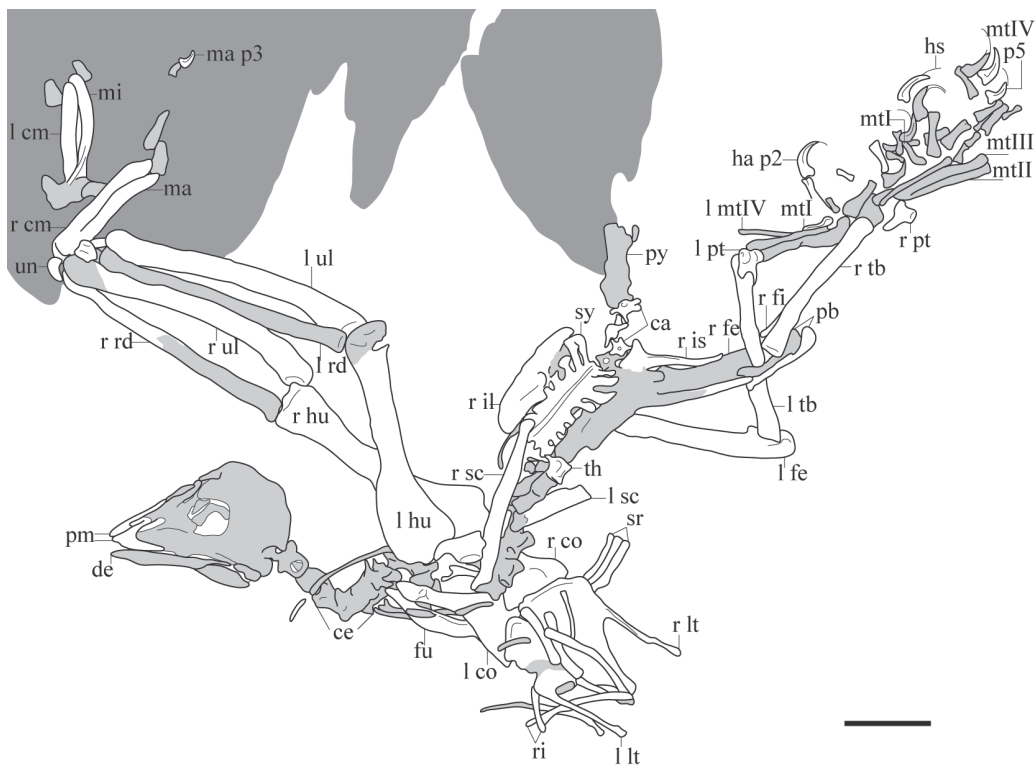 mtIV
ma p3
hs
p5
mi
l cm
mtI
mtIII
ha p2
mtII
ma
r cm
l mtIV
mtI
r pt
l ul
l pt
un
py
r tb
r fi
pb
sy
ca
r fe
r is
r rd
r ul
l rd
r il
r hu
l tb
r sc
th
l fe
l sc
l hu
sr
pm
r co
de
ce
r lt
fu
l co
ri
l lt